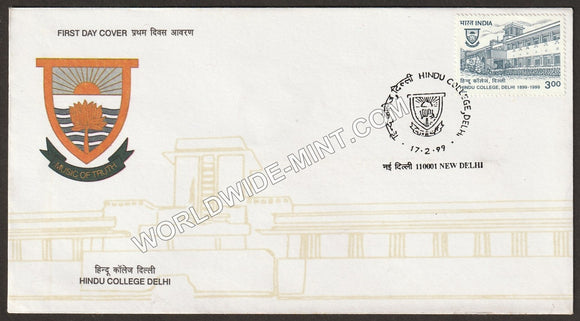 FIRST DAY COVER प्रथम दिवस आवरण
भारत INDIA
हिन्दू कॉलेज, दिल्ली
HINDU COLLEGE, DELHI 1899-1999
3.00
दिल्ली HINDU COLLEGE, DELHI
17-2-99
नई दिल्ली 110001 NEW DELHI
MUSIC OF TRUTH
WORLDWIDE-MINT.COM
हिन्दू कॉलेज दिल्ली
HINDU COLLEGE DELHI